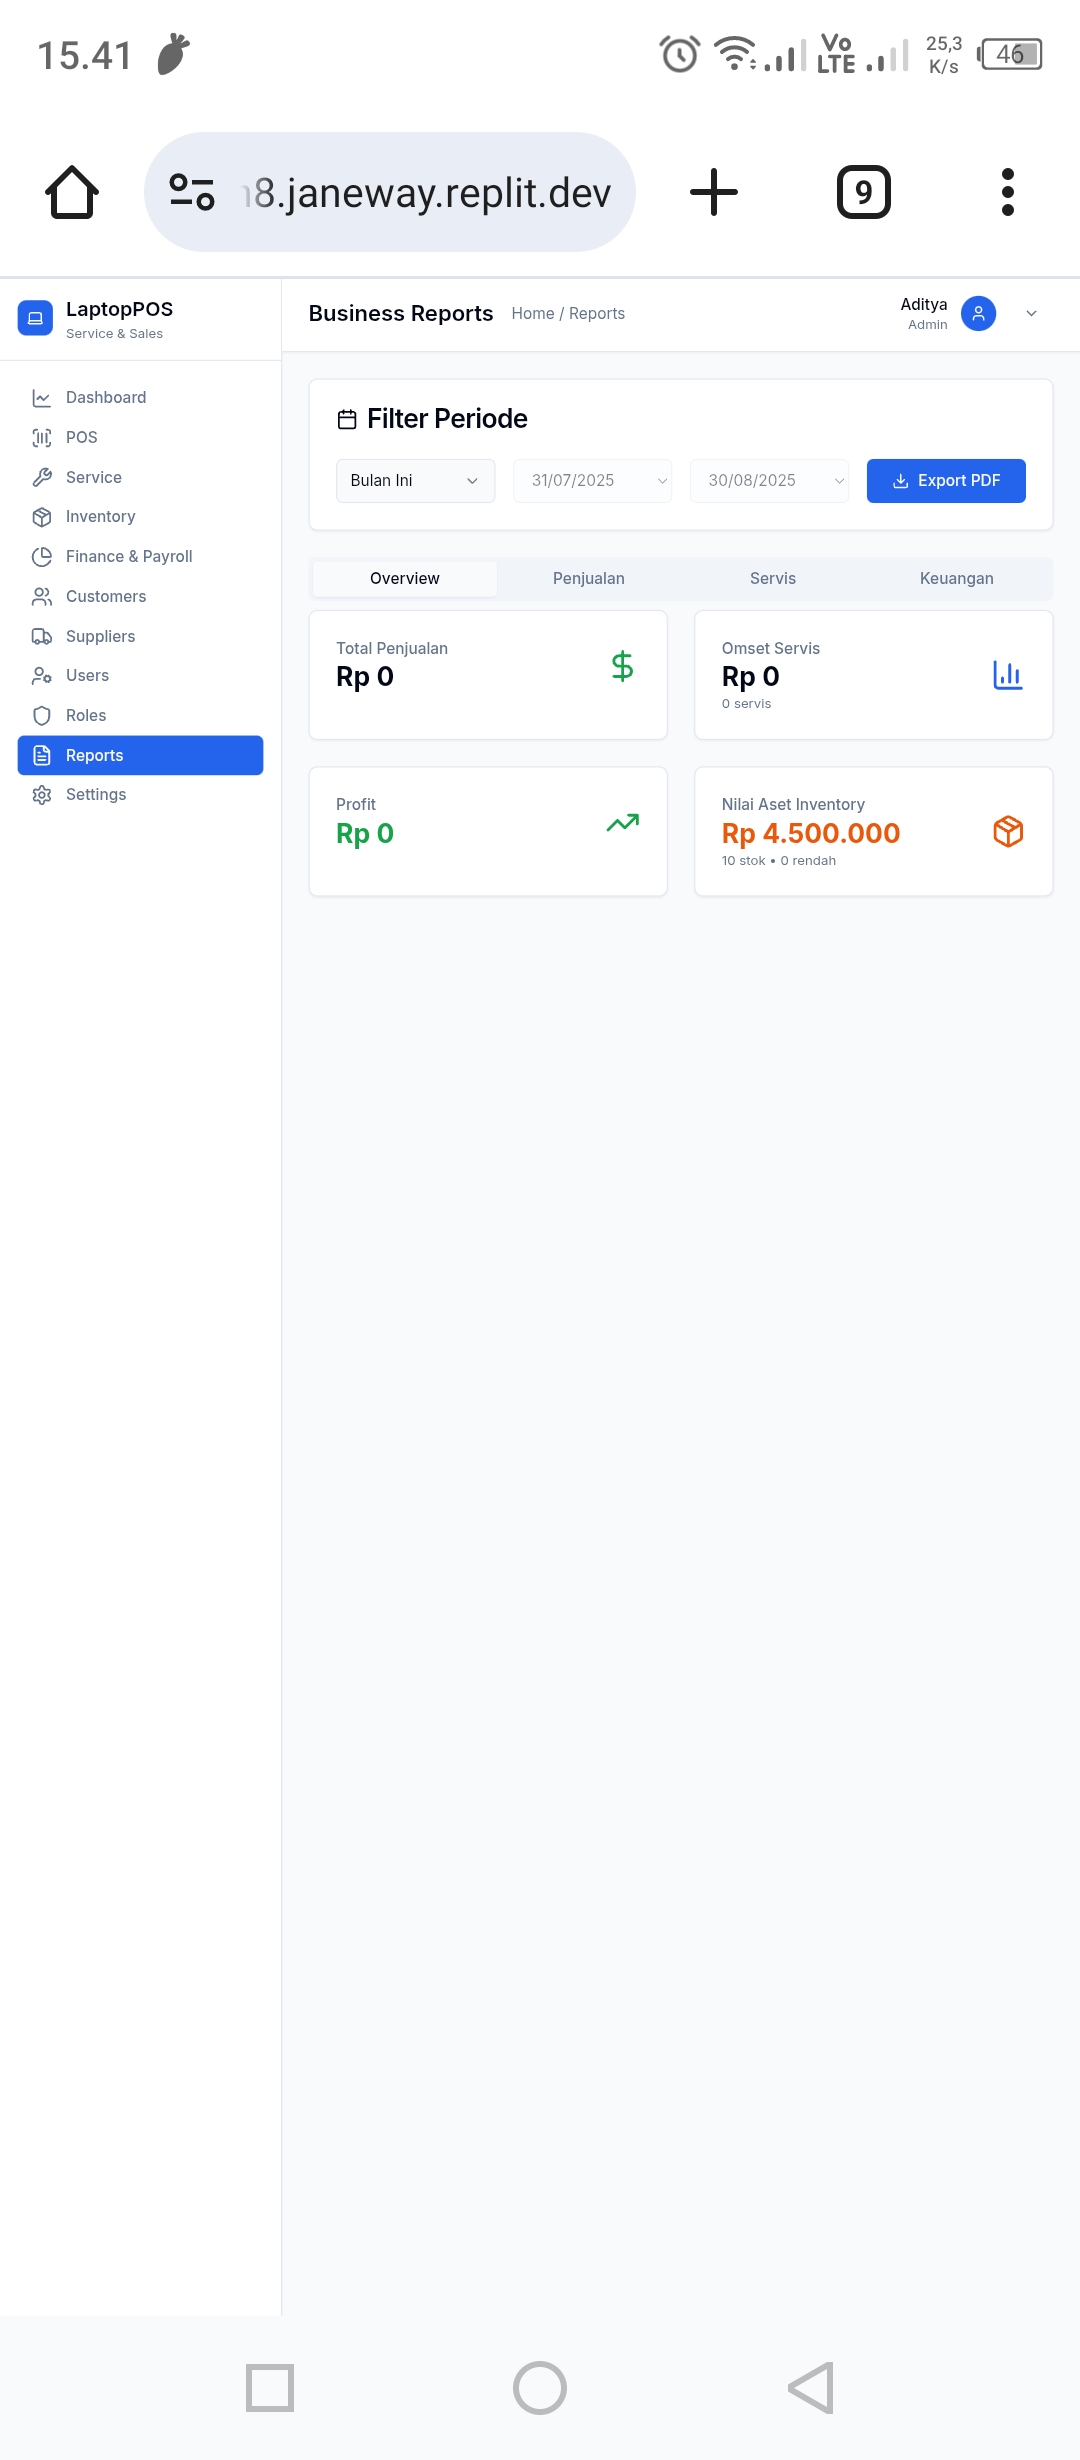 15.41
Vo LTE
25,3 K/s
46
8.janeway.replit.dev
9
LaptopPOS
Service & Sales
Business Reports
Home / Reports
Aditya
Admin
Dashboard
POS
Service
Inventory
Finance & Payroll
Customers
Suppliers
Users
Roles
Reports
Settings
Filter Periode
Bulan Ini
31/07/2025
30/08/2025
Export PDF
Overview
Penjualan
Servis
Keuangan
Total Penjualan
Rp 0
Omset Servis
Rp 0
0 servis
Profit
Rp 0
Nilai Aset Inventory
Rp 4.500.000
10 stok • 0 rendah